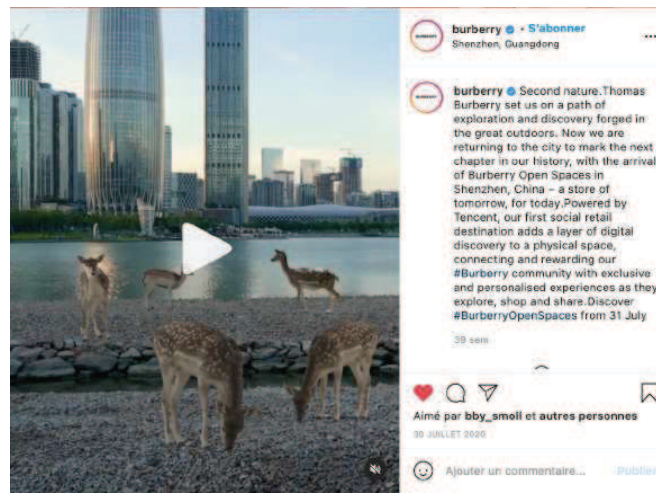 burberry • S'abonner
Shenzhen, Guangdong
burberry Second nature.Thomas
Burberry set us on a path of
exploration and discovery forged in
the great outdoors. Now we are
returning to the city to mark the next
chapter in our history, with the arrival
of Burberry Open Spaces in
Shenzhen, China – a store of
tomorrow, for today.Powered by
Tencent, our first social retail
destination adds a layer of digital
discovery to a physical space,
connecting and rewarding our
#Burberry community with exclusive
and personalised experiences as they
explore, shop and share.Discover
#BurberryOpenSpaces from 31 July
39 sem
Aimé par bby_smoll et autres personnes
30 JUILLET 2020
Ajouter un commentaire... Publier